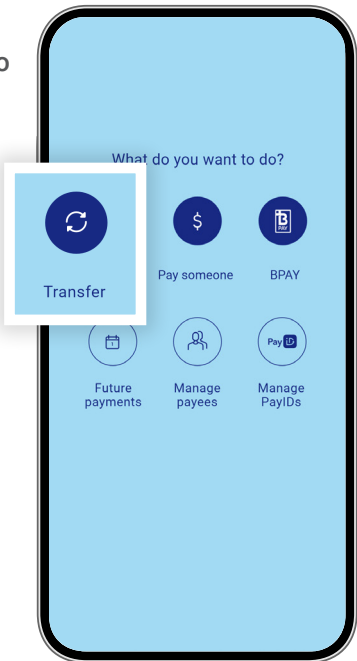 o
What do you want to do?
Transfer
$
Pay someone
B
PAY
BPAY
1
Future
payments
Manage
payees
Pay iD
Manage
PayIDs